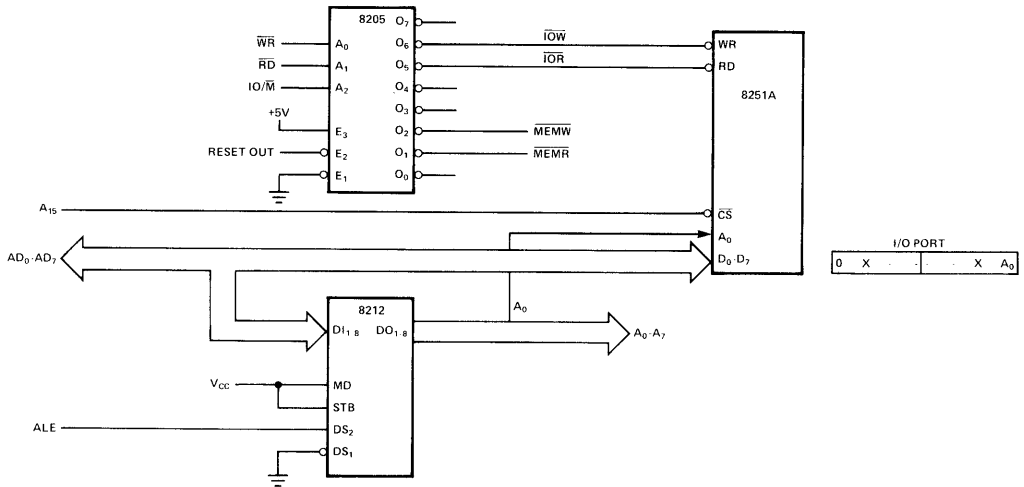 8205
O7
WR A0 O6 IOW WR
RD A1 O5 IOR RD
IO/M A2 O4
8251A
+5V
O3
E3 O2 MEMW
RESET OUT E2 O1 MEMR
E1 O0
A15 CS
A0
I/O PORT
AD0-AD7 D0-D7
0 X · · · · X A0
8212
A0
DI1-8 DO1-8 A0-A7
VCC MD
STB
ALE DS2
DS1